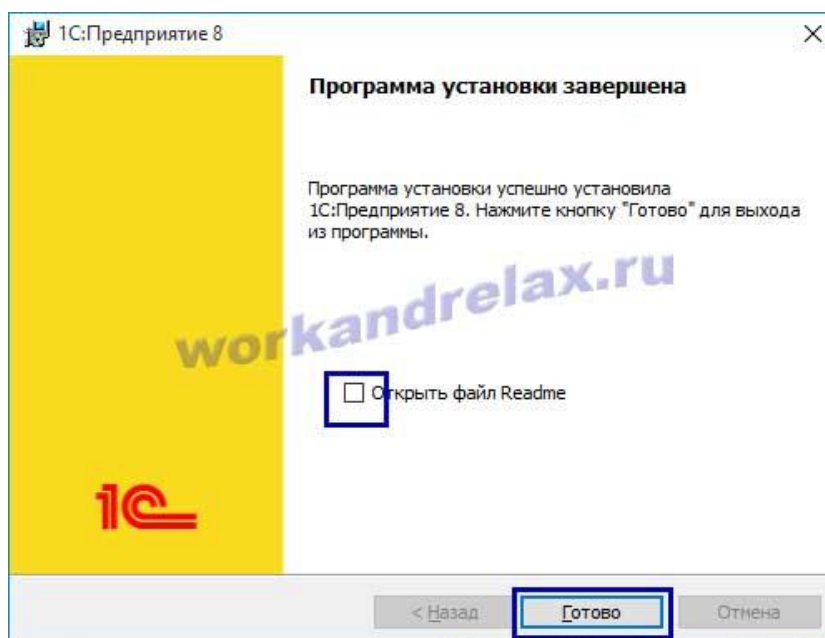 1С:Предприятие 8
Программа установки завершена
Программа установки успешно установила
1С:Предприятие 8. Нажмите кнопку "Готово" для выхода
из программы.
workandrelax.ru
Открыть файл Readme
1С
< Назад
Готово
Отмена